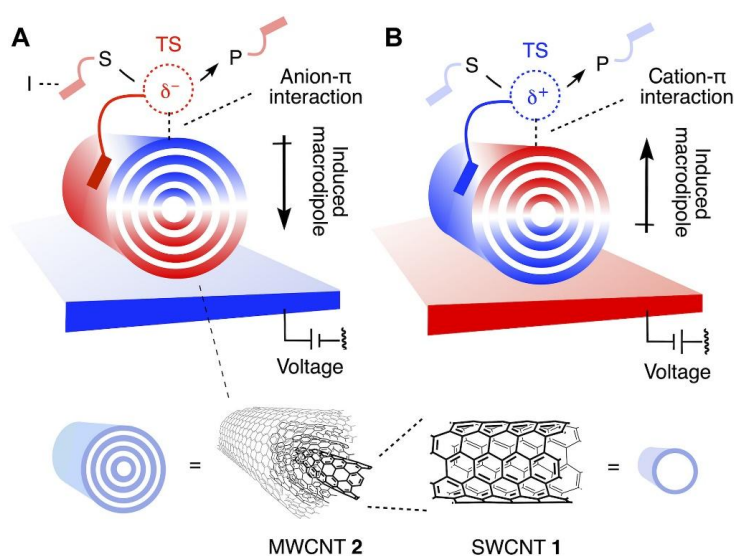 A
TS
S
P
I
δ⁻
Anion-π
interaction
Induced
macrodipole
Voltage
B
TS
S
P
δ⁺
Cation-π
interaction
Induced
macrodipole
Voltage
=
=
MWCNT 2
SWCNT 1